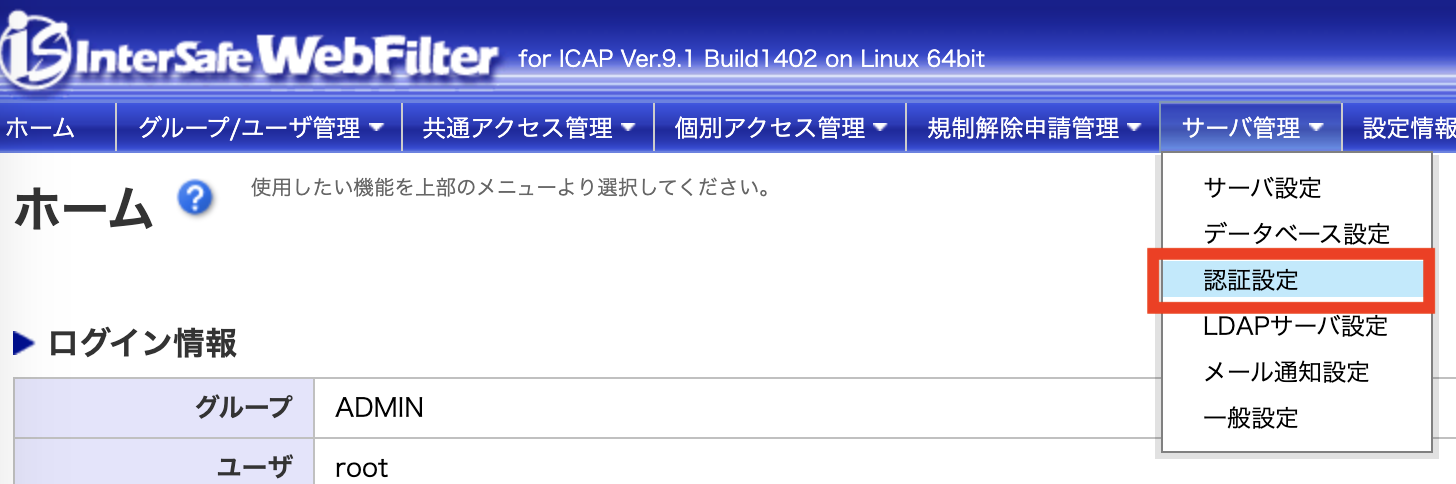 IS InterSafe WebFilter for ICAP Ver.9.1 Build1402 on Linux 64bit
ホーム グループ/ユーザ管理 共通アクセス管理 個別アクセス管理 規制解除申請管理 サーバ管理 設定情報
ホーム ? 使用したい機能を上部のメニューより選択してください。
サーバ設定
データベース設定
認証設定
LDAPサーバ設定
メール通知設定
一般設定
ログイン情報
グループ ADMIN
ユーザ root